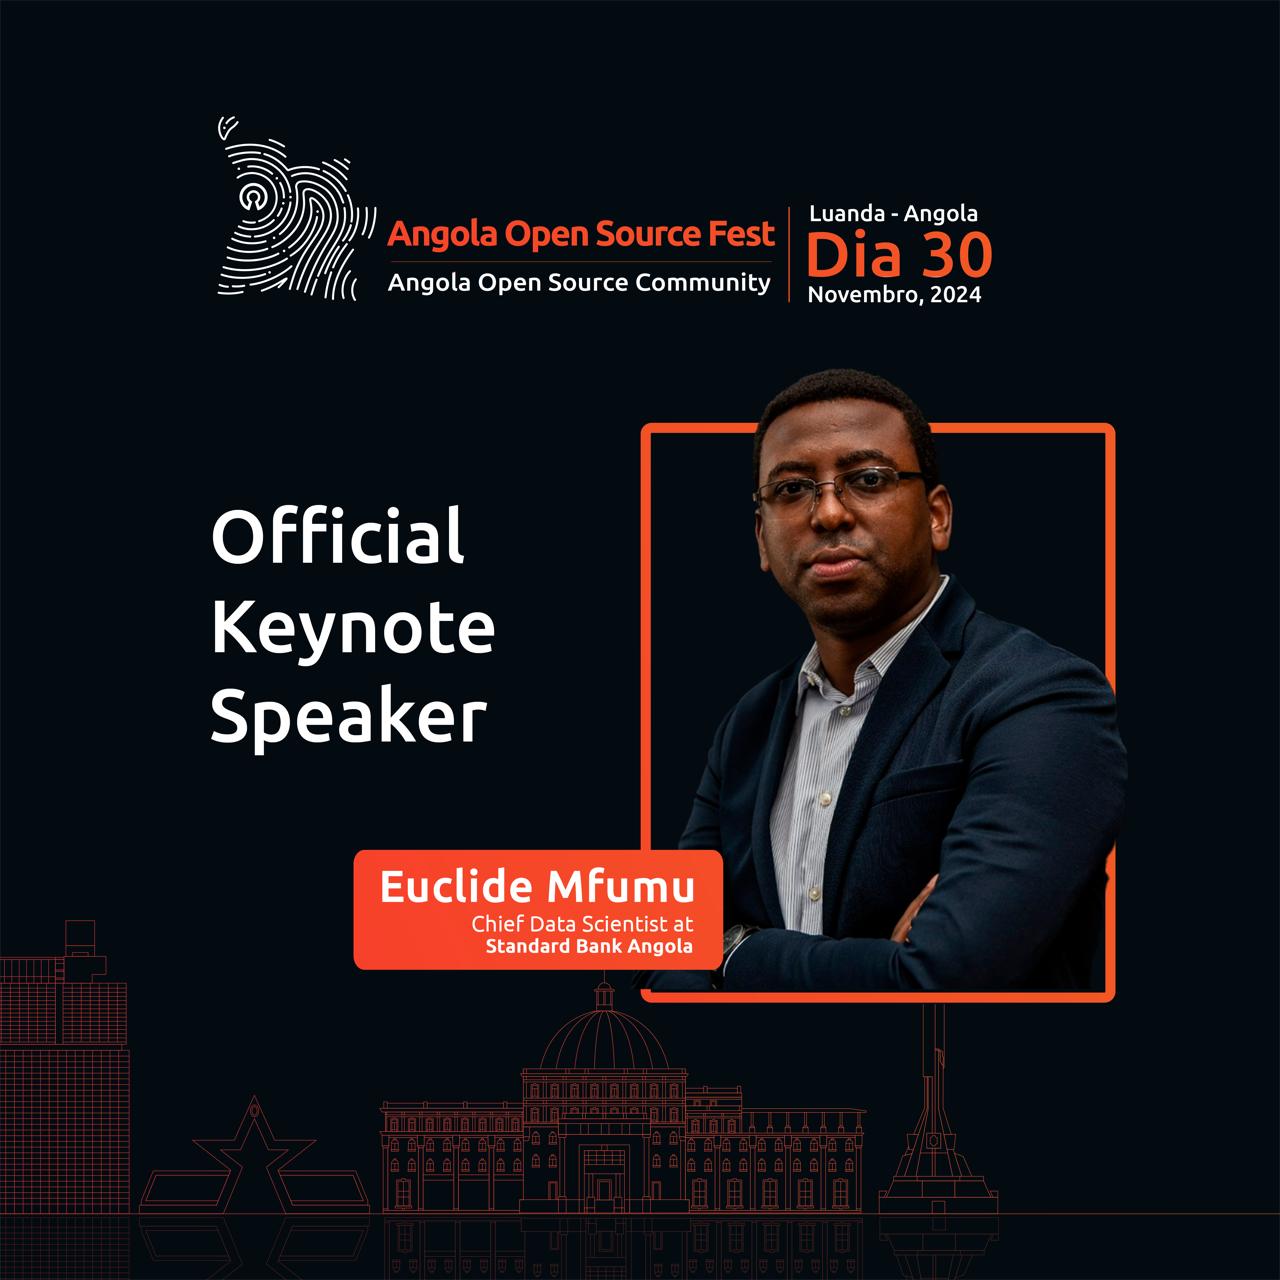 Angola Open Source Fest
Angola Open Source Community
Luanda - Angola
Dia 30
Novembro, 2024
Official
Keynote
Speaker
Euclide Mfumu
Chief Data Scientist at
Standard Bank Angola